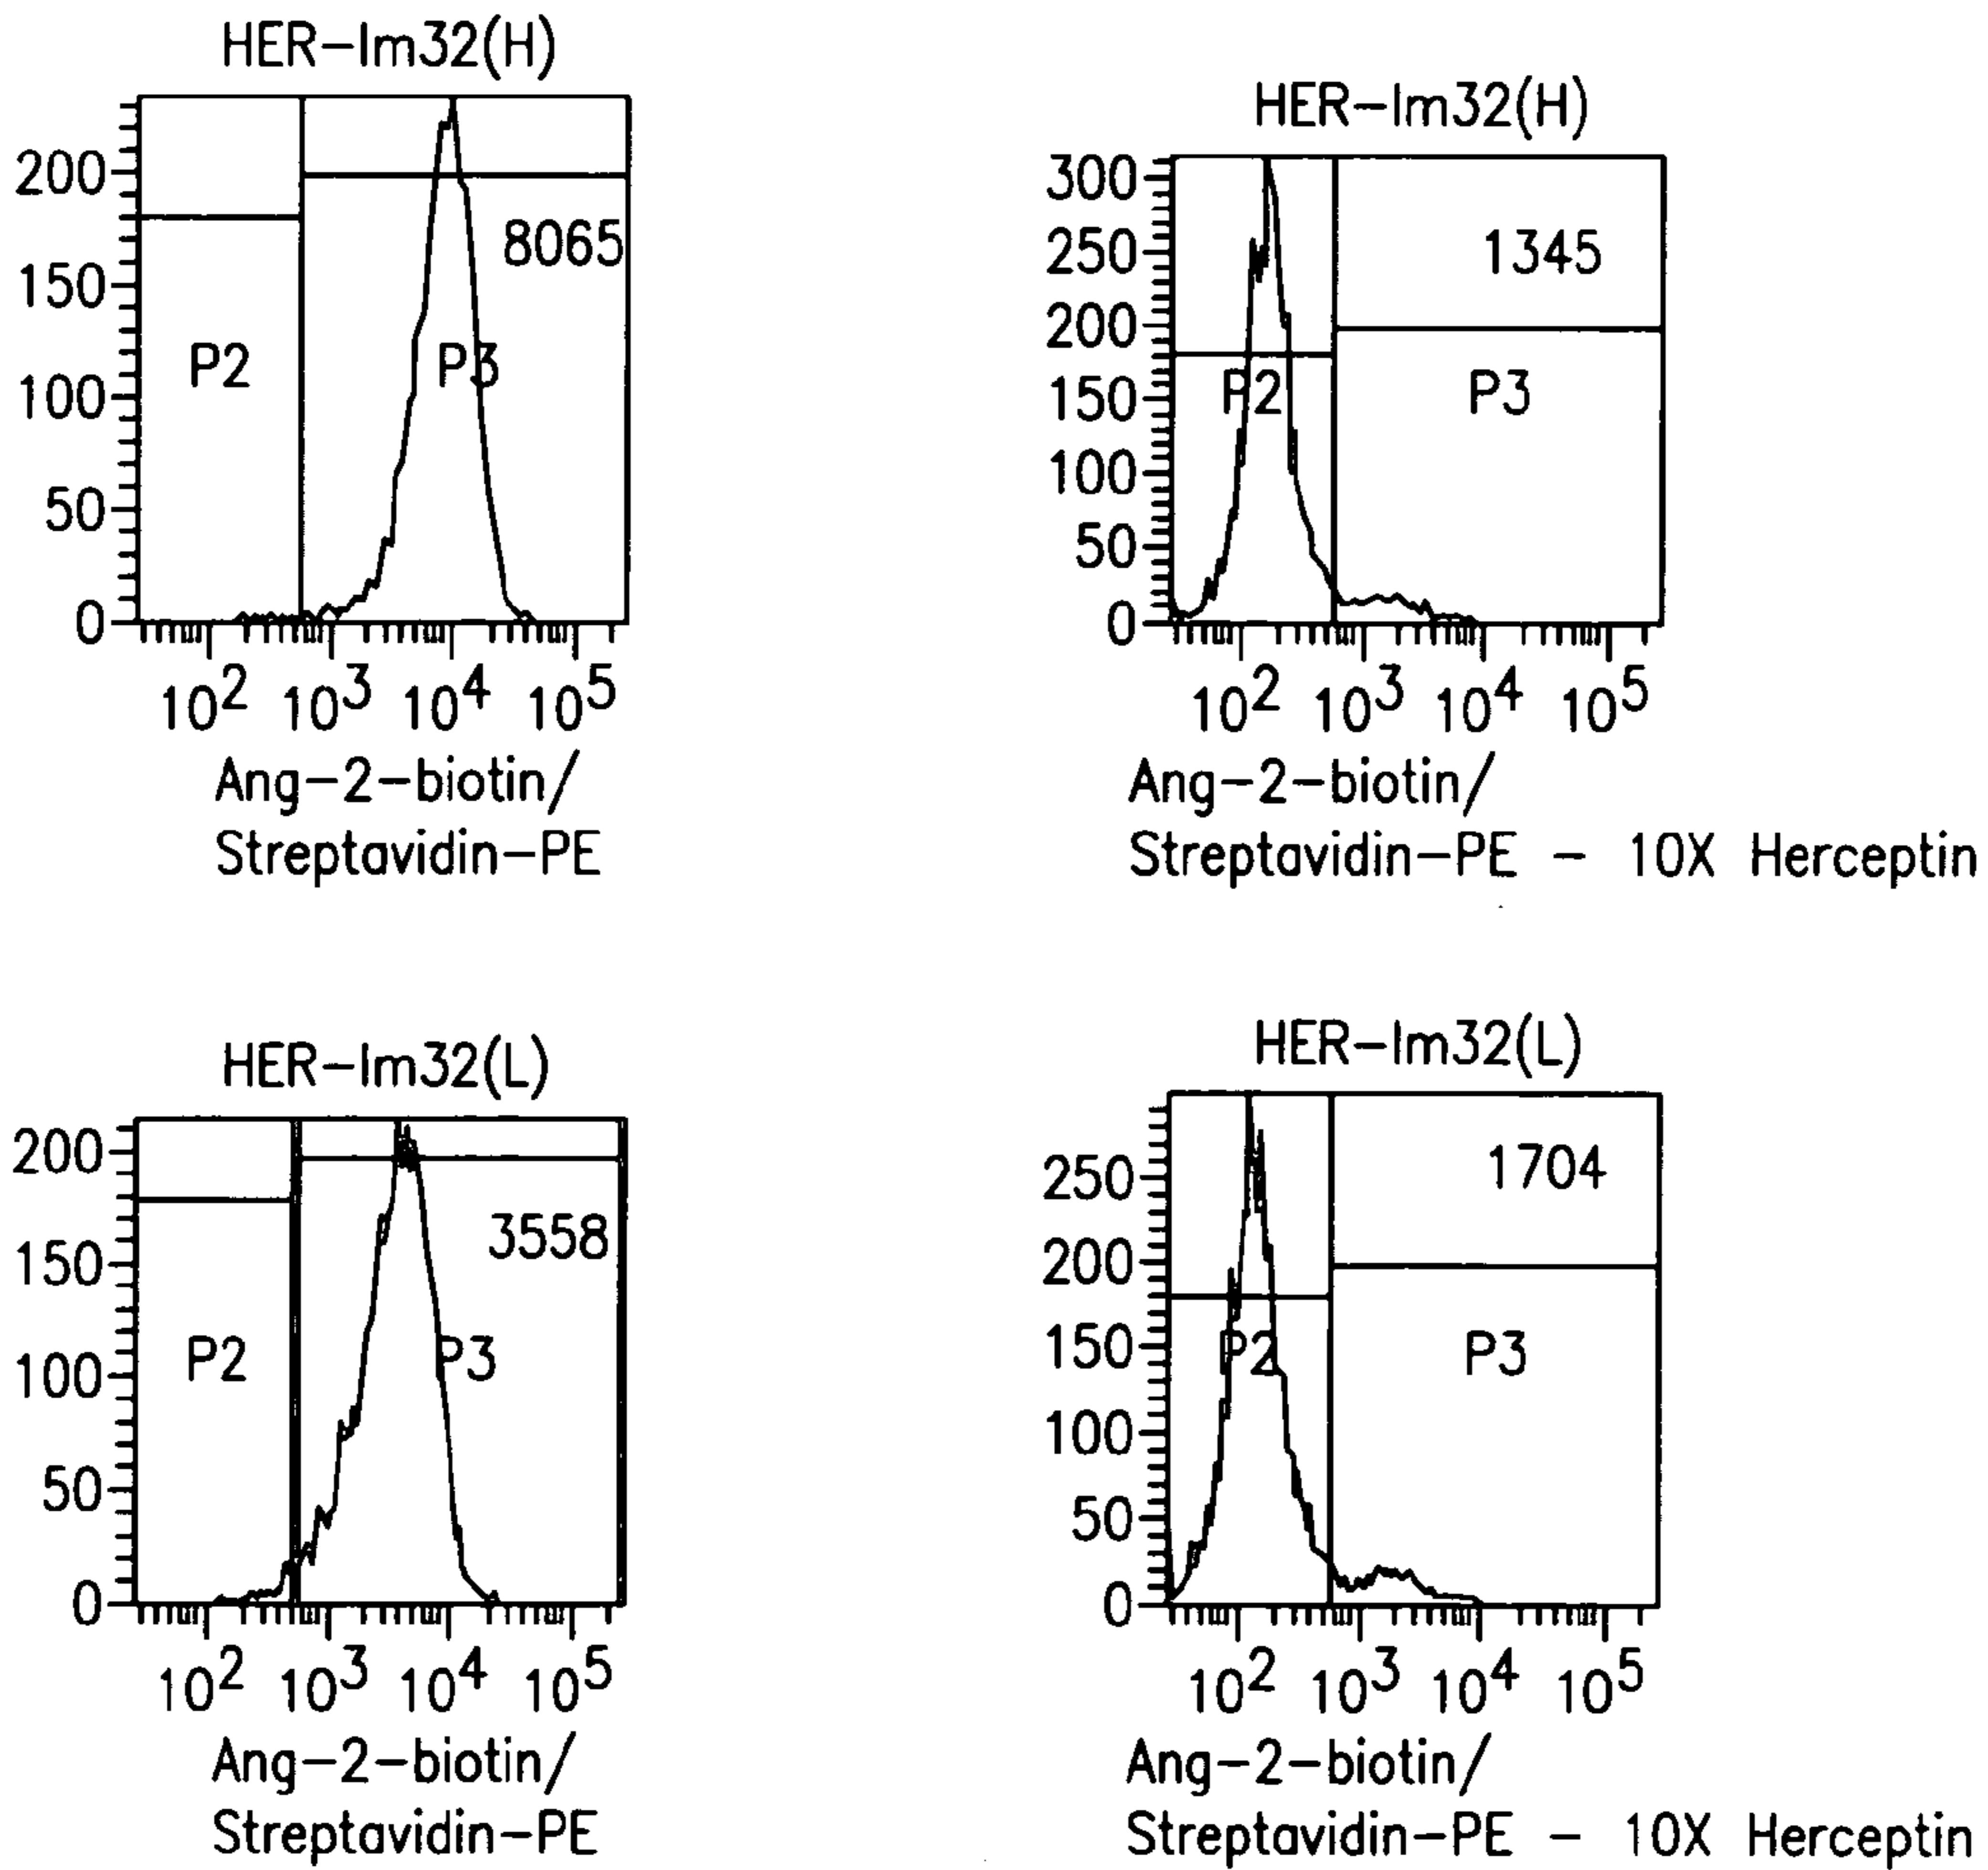 HER-Im32(H)
200
150
100
50
0
P2
P3
8065
10^2 10^3 10^4 10^5
Ang-2-biotin/
Streptavidin-PE
HER-Im32(H)
300
250
200
150
100
50
0
1345
P2
P3
10^2 10^3 10^4 10^5
Ang-2-biotin/
Streptavidin-PE - 10X Herceptin
HER-Im32(L)
200
150
100
50
0
3558
P2
P3
10^2 10^3 10^4 10^5
Ang-2-biotin/
Streptavidin-PE
HER-Im32(L)
250
200
150
100
50
0
1704
P2
P3
10^2 10^3 10^4 10^5
Ang-2-biotin/
Streptavidin-PE - 10X Herceptin